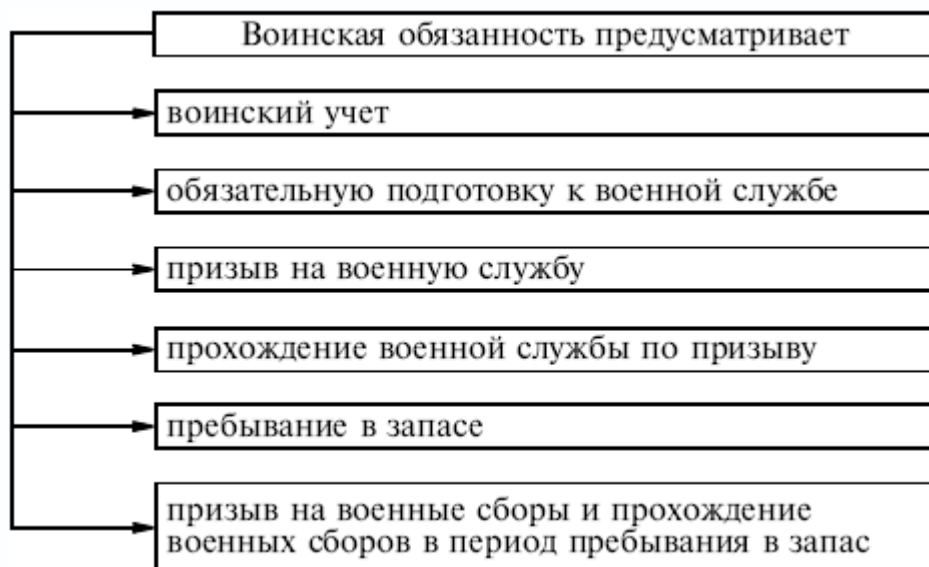 Воинская обязанность предусматривает
воинский учет
обязательную подготовку к военной службе
призыв на военную службу
прохождение военной службы по призыву
пребывание в запасе
призыв на военные сборы и прохождение
военных сборов в период пребывания в запас